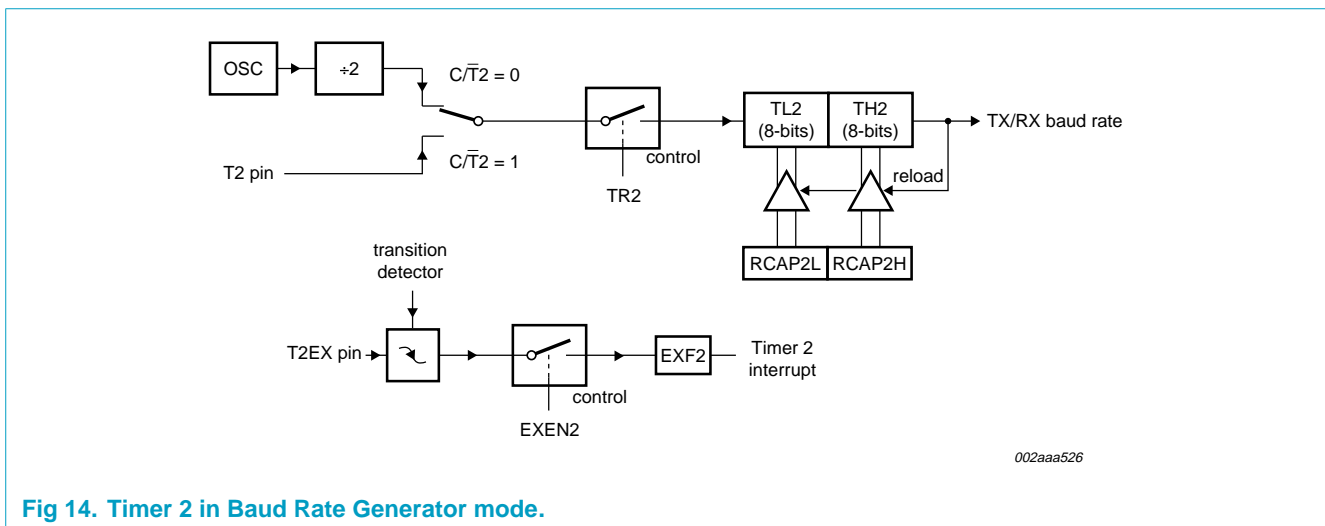 OSC
÷2
C/T̅2 = 0
C/T̅2 = 1
T2 pin
control
TR2
TL2
(8-bits)
TH2
(8-bits)
TX/RX baud rate
reload
RCAP2L
RCAP2H
transition
detector
T2EX pin
control
EXEN2
EXF2
Timer 2
interrupt
002aaa526
Fig 14. Timer 2 in Baud Rate Generator mode.